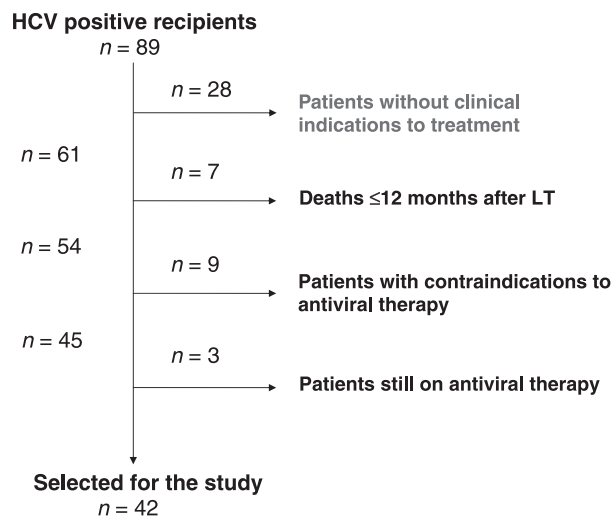 HCV positive recipients
n = 89
n = 28
Patients without clinical
indications to treatment
n = 61
n = 7
Deaths ≤12 months after LT
n = 54
n = 9
Patients with contraindications to
antiviral therapy
n = 45
n = 3
Patients still on antiviral therapy
Selected for the study
n = 42